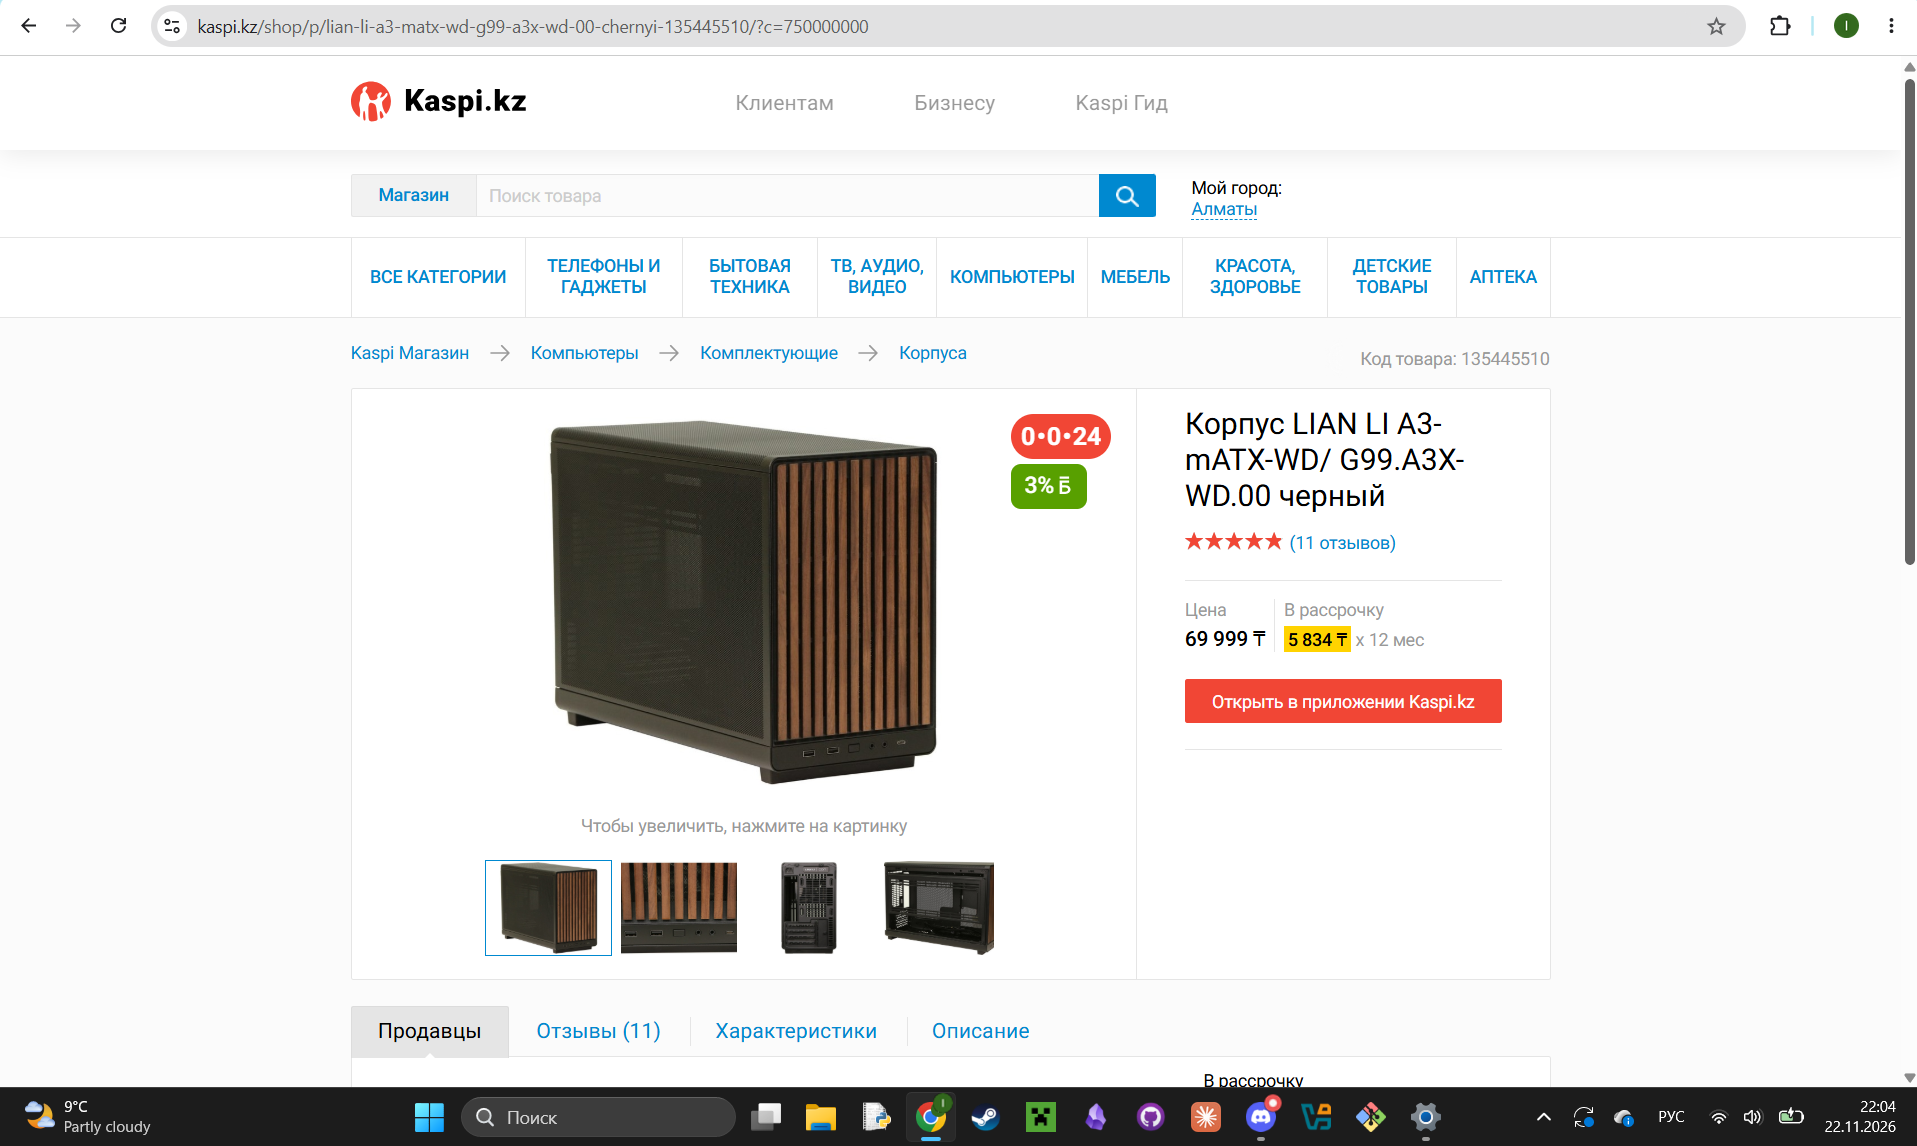 kaspi.kz/shop/p/lian-li-a3-matx-wd-g99-a3x-wd-00-chernyi-135445510/?c=750000000
I
Kaspi.kz
Клиентам
Бизнесу
Kaspi Гид
Магазин
Поиск товара
Мой город:
Алматы
ВСЕ КАТЕГОРИИ
ТЕЛЕФОНЫ И
ГАДЖЕТЫ
БЫТОВАЯ
ТЕХНИКА
ТВ, АУДИО,
ВИДЕО
КОМПЬЮТЕРЫ
МЕБЕЛЬ
КРАСОТА,
ЗДОРОВЬЕ
ДЕТСКИЕ
ТОВАРЫ
АПТЕКА
Kaspi Магазин
Компьютеры
Комплектующие
Корпуса
Код товара: 135445510
0•0•24
3% Б
Корпус LIAN LI A3-
mATX-WD/ G99.A3X-
WD.00 черный
(11 отзывов)
Цена
69 999 ₸
В рассрочку
5 834 ₸ x 12 мес
Открыть в приложении Kaspi.kz
Чтобы увеличить, нажмите на картинку
Продавцы
Отзывы (11)
Характеристики
Описание
В рассрочку
9°C
Partly cloudy
Поиск
РУС
22:04
22.11.2026